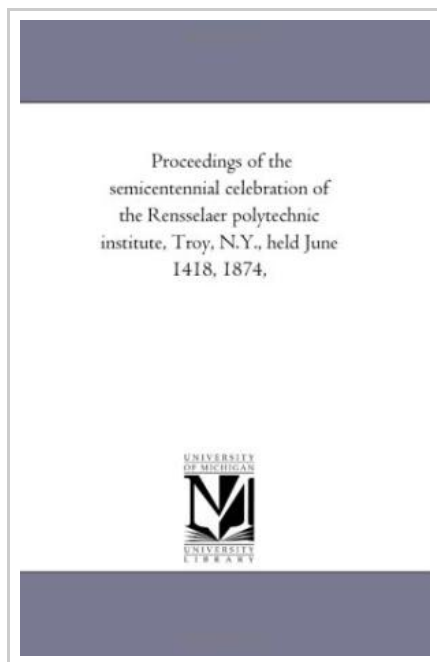 Proceedings of the
semicentennial celebration of
the Rensselaer polytechnic
institute, Troy, N.Y., held June
1418, 1874,
UNIVERSITY
OF MICHIGAN
UNIVERSITY
LIBRARY